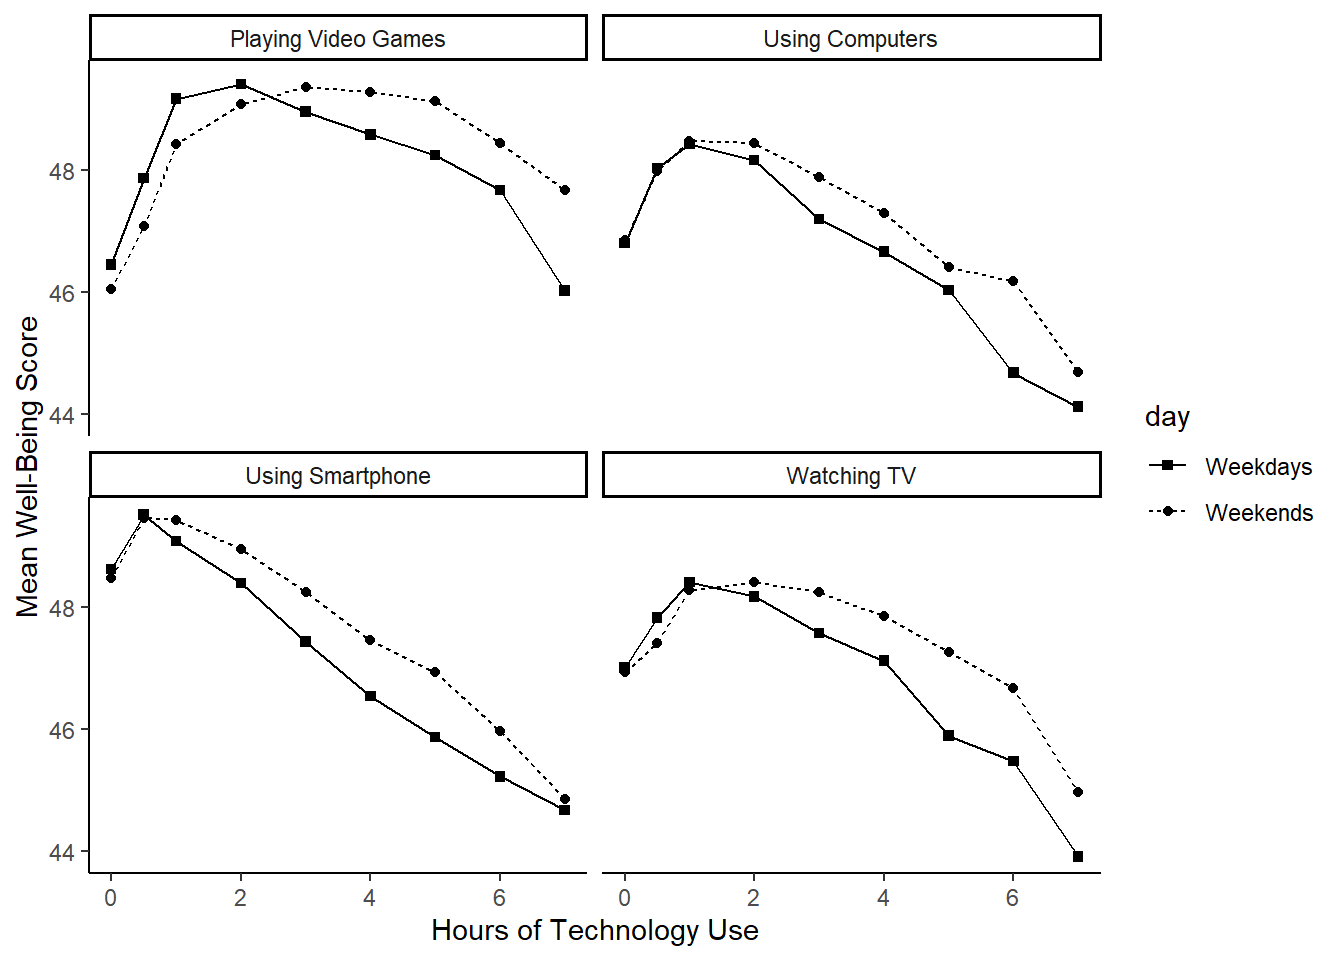 Playing Video Games
Using Computers
48
46
44
Using Smartphone
Watching TV
48
46
44
0 2 4 6
0 2 4 6
Hours of Technology Use
Mean Well-Being Score
day
Weekdays
Weekends